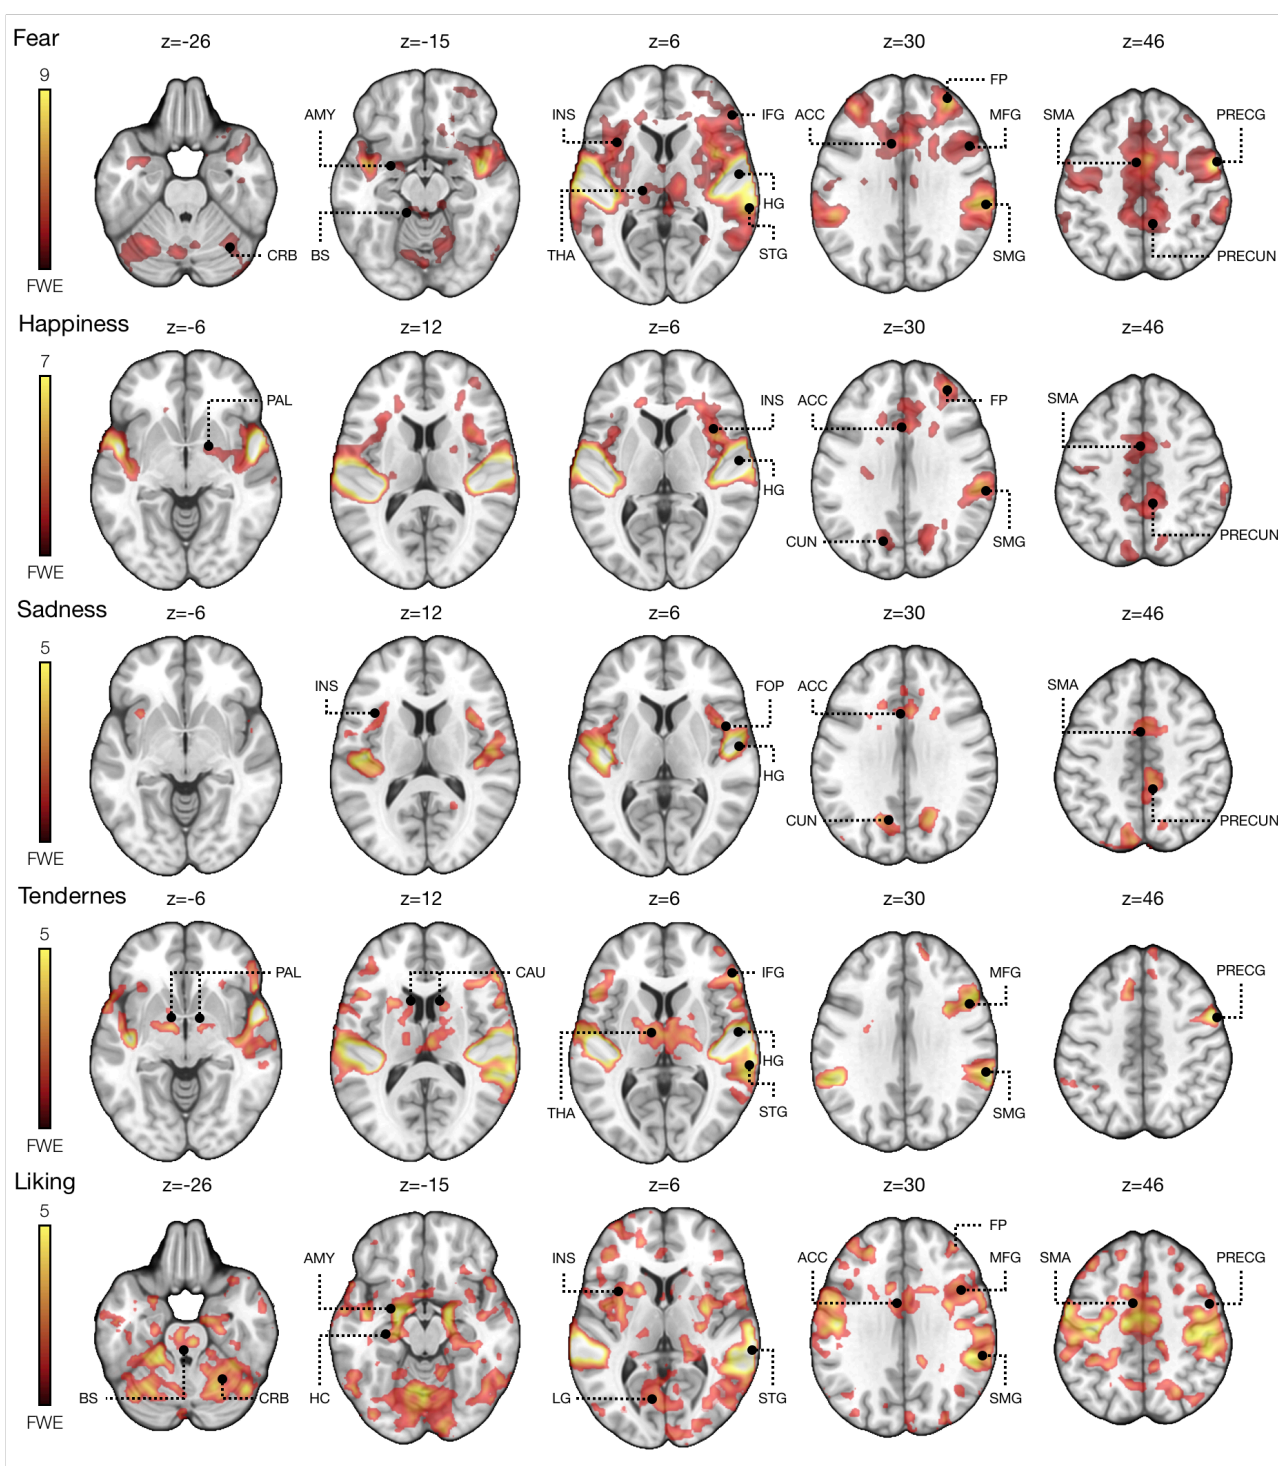 Fear z=-26 z=-15 z=6 z=30 z=46
9
FP
AMY INS IFG ACC MFG SMA PRECG
HG
CRB BS THA STG SMG PRECUN
FWE
Happiness z=-6 z=12 z=6 z=30 z=46
7
PAL INS ACC FP SMA
HG
CUN SMG PRECUN
FWE
Sadness z=-6 z=12 z=6 z=30 z=46
5
INS FOP ACC SMA
HG
CUN PRECUN
FWE
Tendernes z=-6 z=12 z=6 z=30 z=46
5
PAL CAU IFG MFG PRECG
HG
THA STG SMG
FWE
Liking z=-26 z=-15 z=6 z=30 z=46
5
FP
AMY INS ACC MFG SMA PRECG
BS CRB HC LG STG SMG
FWE